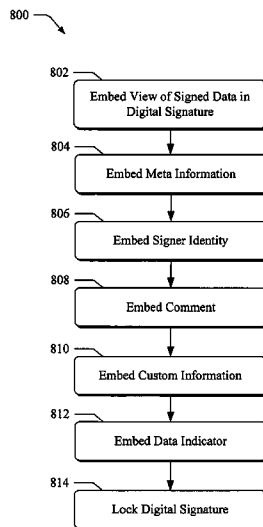 800
802
Embed View of Signed Data in
Digital Signature
804
Embed Meta Information
806
Embed Signer Identity
808
Embed Comment
810
Embed Custom Information
812
Embed Data Indicator
814
Lock Digital Signature